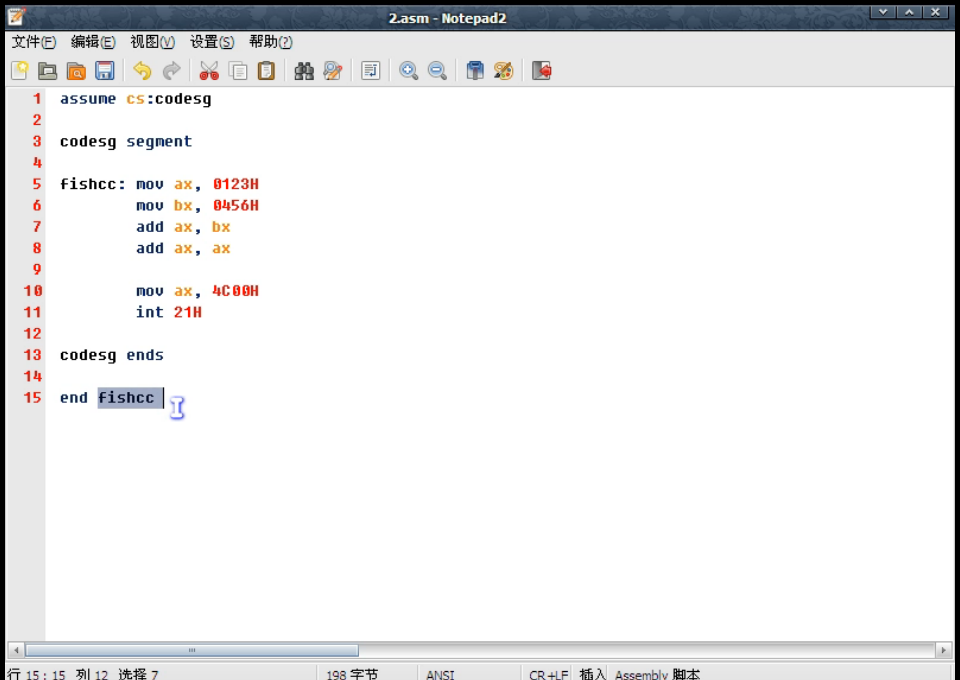 2.asm - Notepad2
文件(F) 编辑(E) 视图(V) 设置(S) 帮助(?)
1 assume cs:codesg
2
3 codesg segment
4
5 fishcc: mov ax, 0123H
6 mov bx, 0456H
7 add ax, bx
8 add ax, ax
9
10 mov ax, 4C00H
11 int 21H
12
13 codesg ends
14
15 end fishcc
行 15 : 15 列 12 选择 7 198 字节 ANSI CR+LF 插入 Assembly 脚本